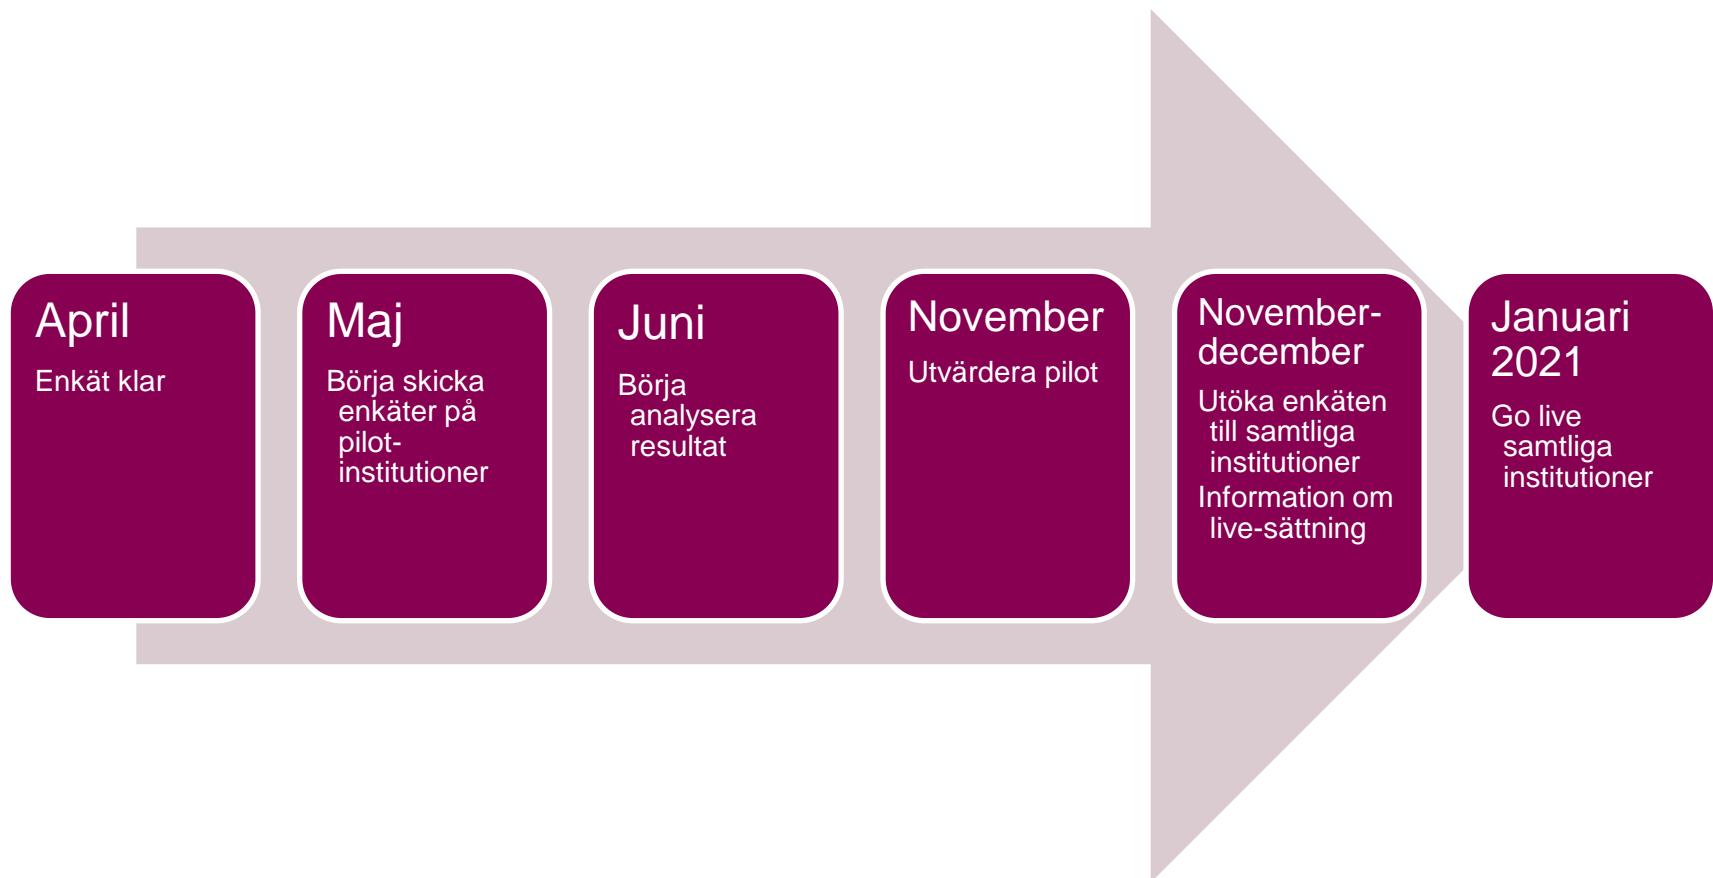 April
Enkät klar
Maj
Börja skicka
enkäter på
pilot-
institutioner
Juni
Börja
analysera
resultat
November
Utvärdera pilot
November-
december
Utöka enkäten
till samtliga
institutioner
Information om
live-sättning
Januari
2021
Go live
samtliga
institutioner